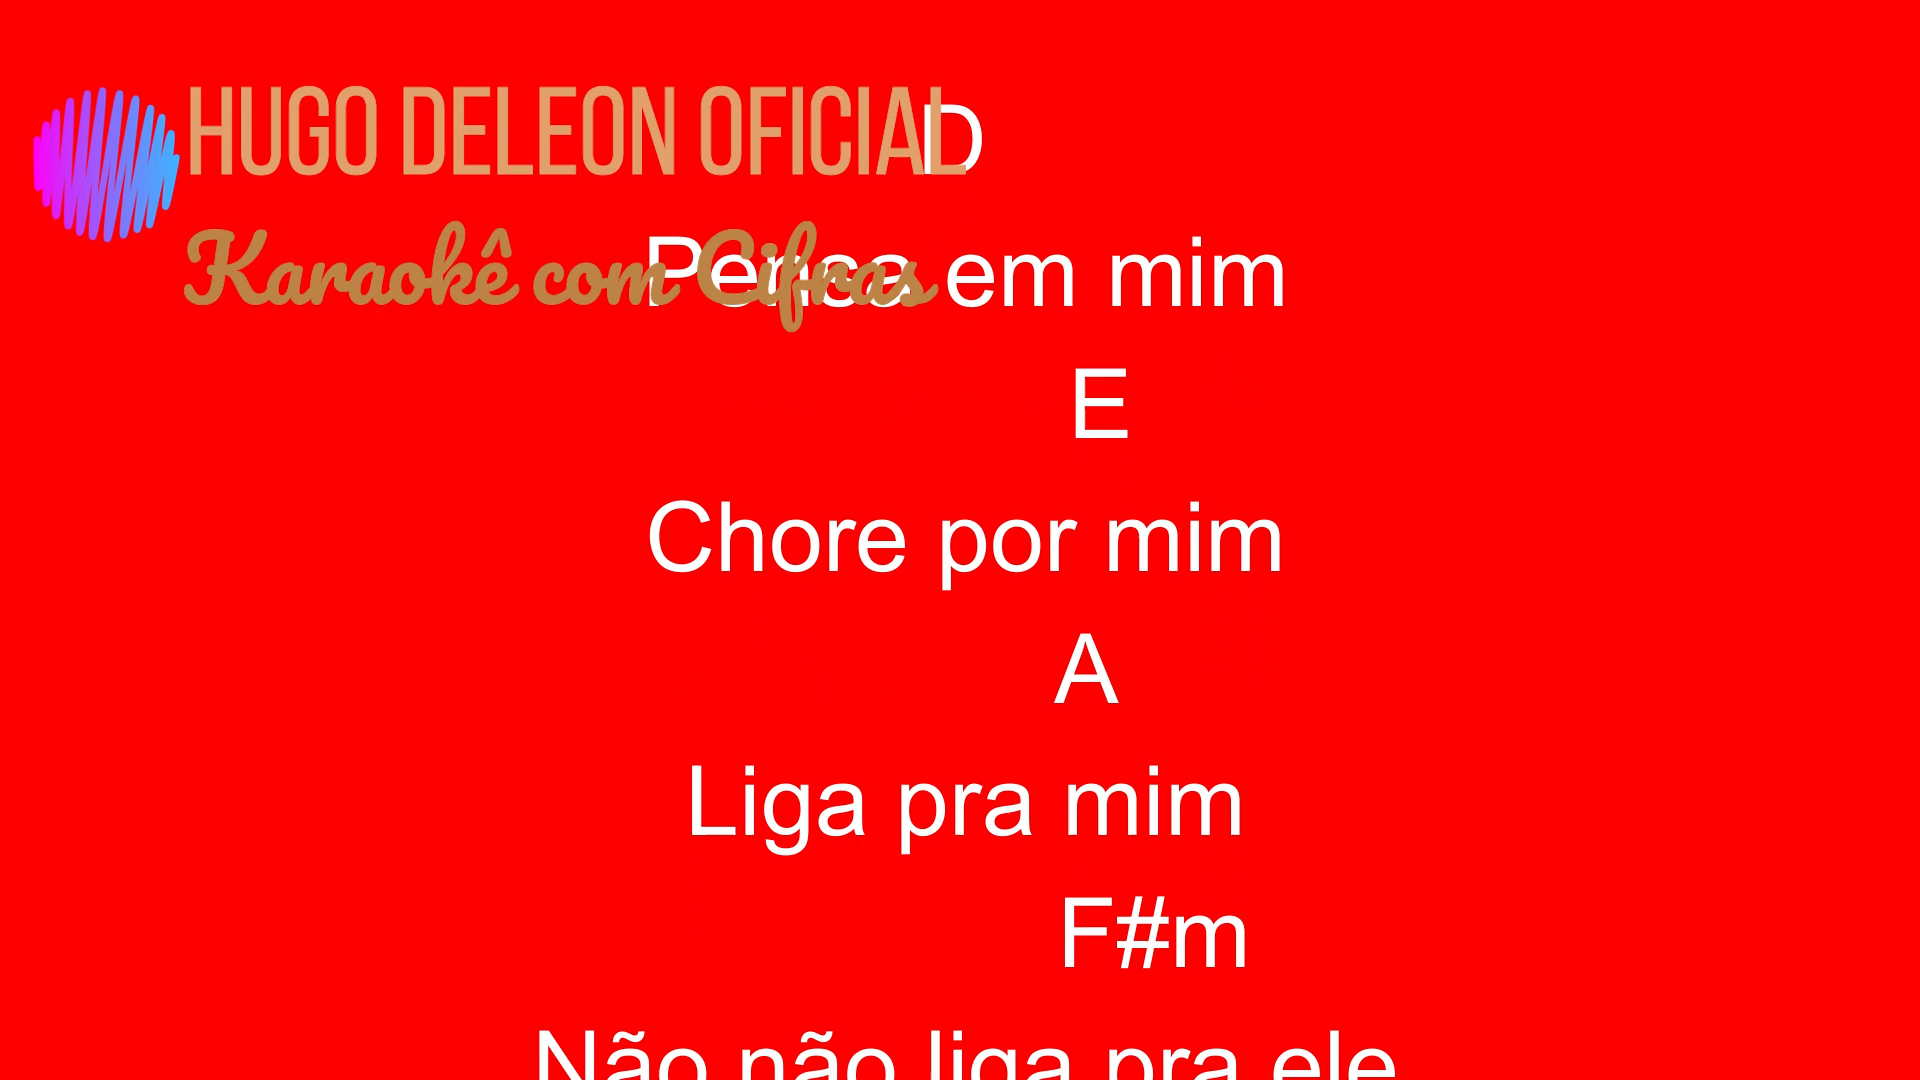 HUGO DELEON OFICIAL
D
Karaokê com Cifras
Pensa em mim
E
Chore por mim
A
Liga pra mim
F#m
Não não liga pra ele